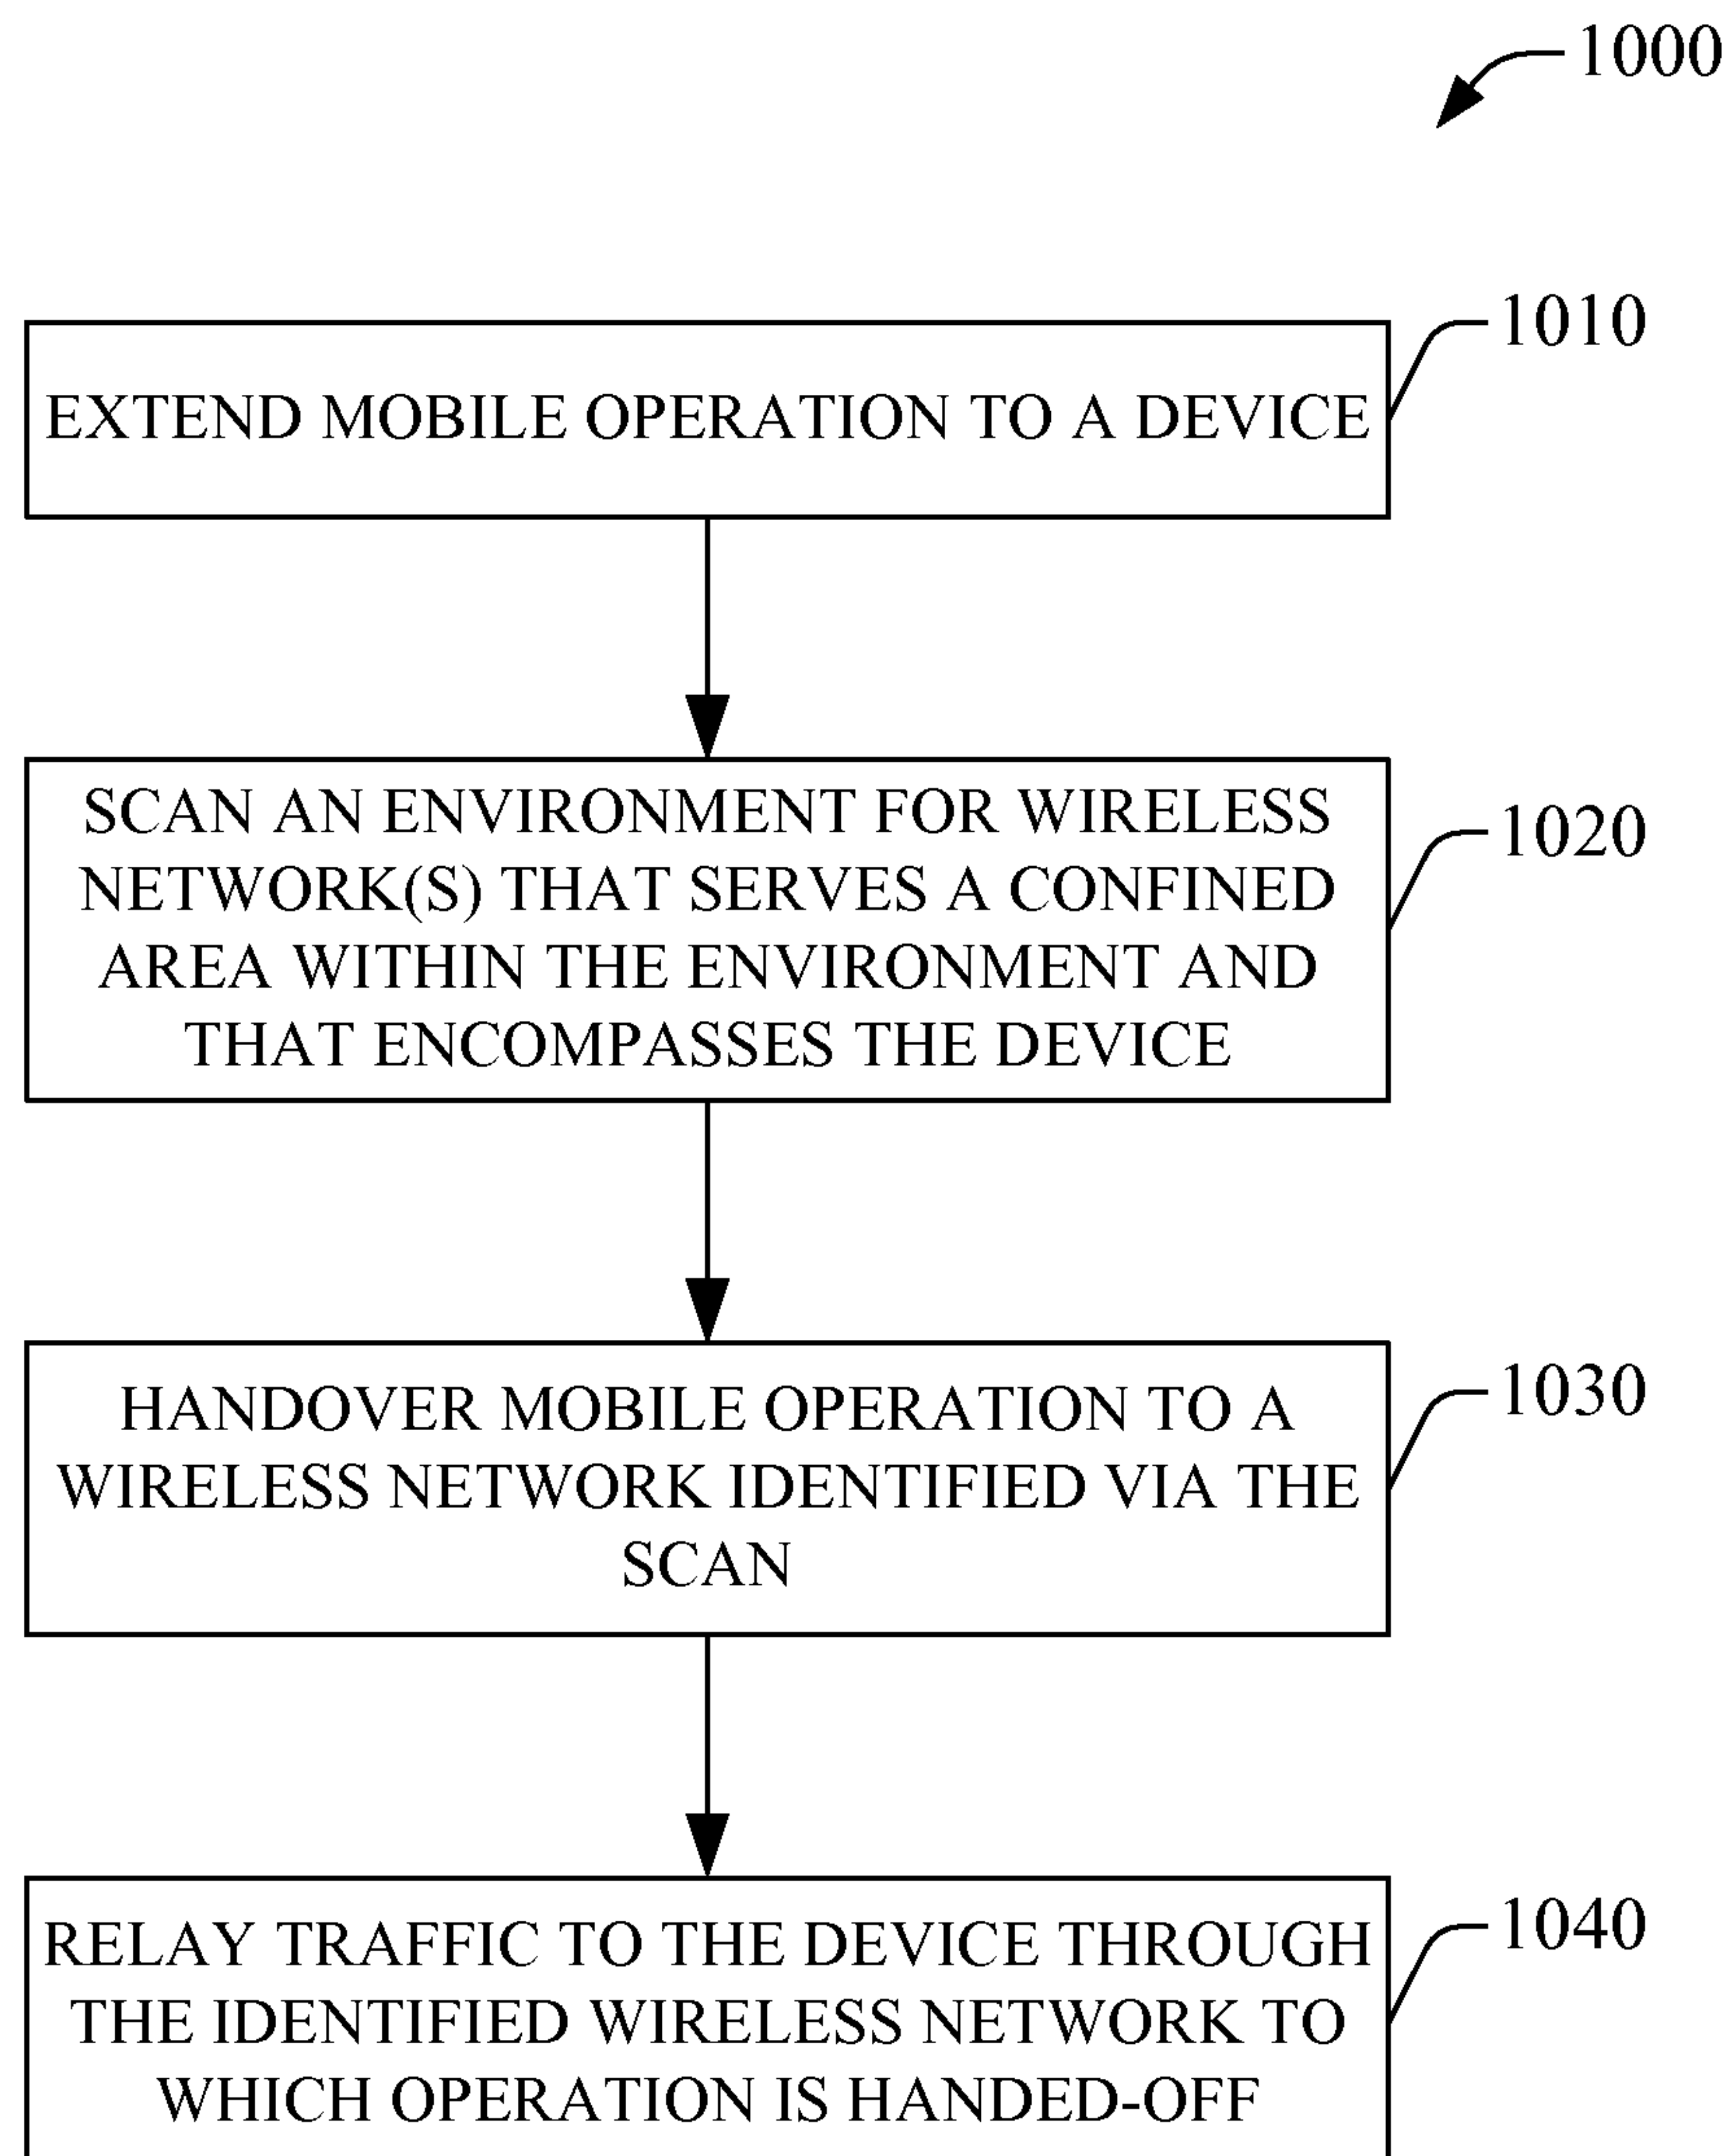 1000
1010
EXTEND MOBILE OPERATION TO A DEVICE
SCAN AN ENVIRONMENT FOR WIRELESS
NETWORK(S) THAT SERVES A CONFINED
AREA WITHIN THE ENVIRONMENT AND
THAT ENCOMPASSES THE DEVICE
1020
HANDOVER MOBILE OPERATION TO A
WIRELESS NETWORK IDENTIFIED VIA THE
SCAN
1030
RELAY TRAFFIC TO THE DEVICE THROUGH
THE IDENTIFIED WIRELESS NETWORK TO
WHICH OPERATION IS HANDED-OFF
1040